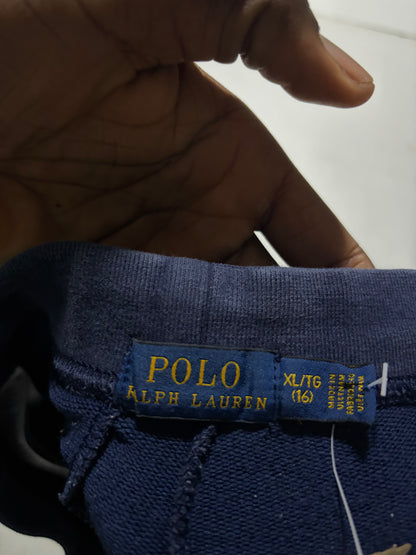 POLO
RALPH LAUREN
XL/TG
(16)